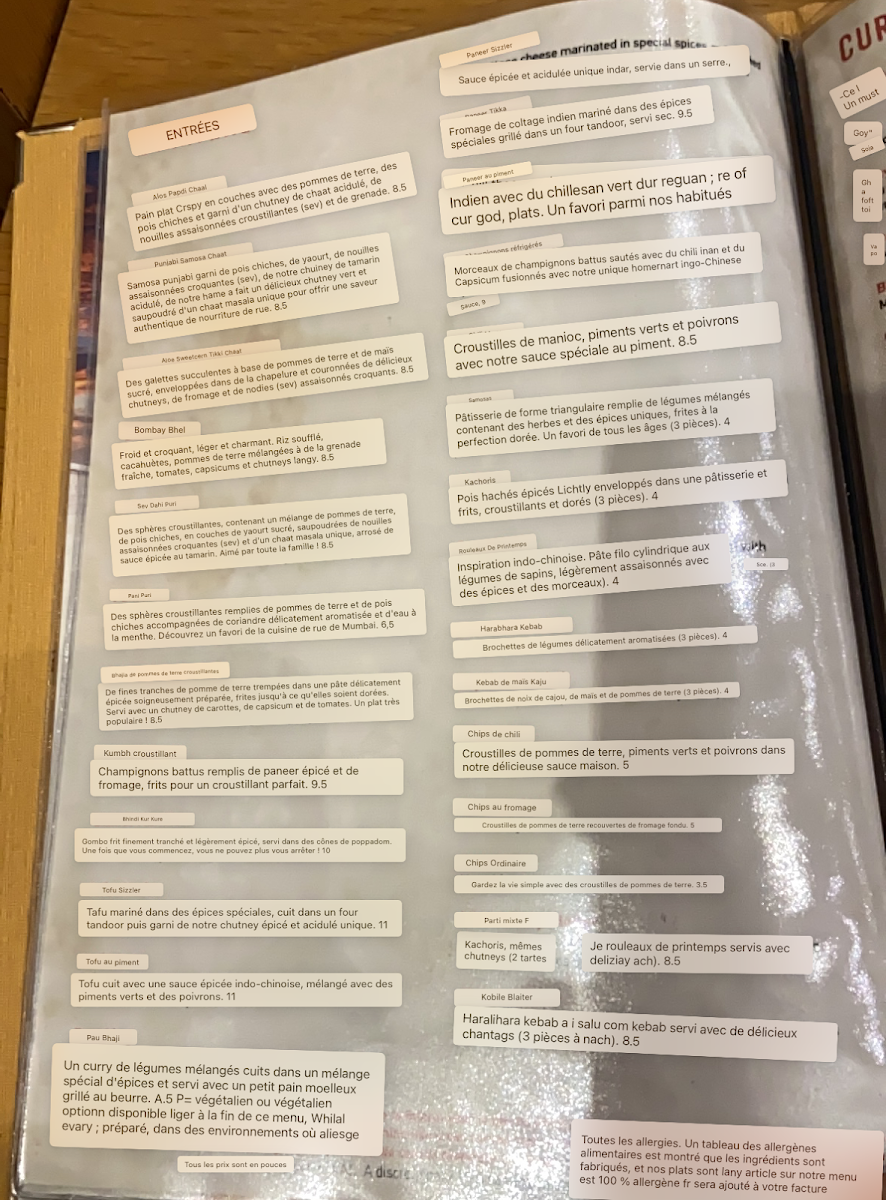 ENTRÉES
Alos Papdi Chaal
Pain plat Crspy en couches avec des pommes de terre, des
pois chiches et garni d'un chutney de chaat acidulé, de
nouilles assaisonnées croustillantes (sev) et de grenade. 8.5
Punjabi Samosa Chaat
Samosa punjabi garni de pois chiches, de yaourt, de nouilles
assaisonnées croquantes (sev), de notre chulney de tamarin
acidulé, de notre hame a fait un délicieux chutney vert et
saupoudré d'un chaat masala unique pour offrir une saveur
authentique de nourriture de rue. 8.5
Aine Sweetcern Tikki Chaat
Des galettes succulentes à base de pommes de terre et de maïs
sucré, enveloppées dans de la chapelure et couronnées de délicieux
chutneys, de fromage et de nodies (sev) assaisonnés croquants. 8.5
Bombay Bhel
Froid et croquant, léger et charmant. Riz soufflé,
cacahuètes, pommes de terre mélangées à de la grenade
fraîche, tomates, capsicums et chutneys langy. 8.5
Sev Dahi Puri
Des sphères croustillantes, contenant un mélange de pommes de terre,
de pois chiches, en couches de yaourt sucré, saupoudrées de nouilles
assaisonnées croquantes (sev) et d'un chaat masala unique, arrosé de
sauce épicée au tamarin. Aimé par toute la famille ! 8.5
Pani Puri
Des sphères croustillantes remplies de pommes de terre et de pois
chiches accompagnées de coriandre délicatement aromatisée et d'eau à
la menthe. Découvrez un favori de la cuisine de rue de Mumbai. 6,5
Bhajia de pommes de terre croustillantes
De fines tranches de pomme de terre trempées dans une pâte délicatement
épicée soigneusement préparée, frites jusqu'à ce qu'elles soient dorées.
Servi avec un chutney de carottes, de capsicum et de tomates. Un plat très
populaire ! 8,5
Kumbh croustillant
Champignons battus remplis de paneer épicé et de
fromage, frits pour un croustillant parfait. 9.5
Bhindi Kur Kure
Gombo frit finement tranché et légèrement épicé, servi dans des cônes de poppadom.
Une fois que vous commencez, vous ne pouvez plus vous arrêter ! 10
Tofu Sizzler
Tafu mariné dans des épices spéciales, cuit dans un four
tandoor puis garni de notre chutney épicé et acidulé unique. 11
Tofu au piment
Tofu cuit avec une sauce épicée indo-chinoise, mélangé avec des
piments verts et des poivrons. 11
Pau Bhaji
Un curry de légumes mélangés cuits dans un mélange
spécial d'épices et servi avec un petit pain moelleux
grillé au beurre. A.5 P= végétalien ou végétalien
optionn disponible liger à la fin de ce menu, Whilal
evary ; préparé, dans des environnements où aliesge
Tous les prix sont en pouces
A discre
Paneer Sizzler
cheese marinated in special spices
Sauce épicée et acidulée unique indar, servie dans un serre.,
Tikka
Fromage de coltage indien mariné dans des épices
spéciales grillé dans un four tandoor, servi sec. 9.5
Paneer au piment
Indien avec du chillesan vert dur reguan ; re of
cur god, plats. Un favori parmi nos habitués
réfrigérés
Morceaux de champignons battus sautés avec du chili inan et du
Capsicum fusionnés avec notre unique homernart ingo-Chinese
Sauce, 9
Croustilles de manioc, piments verts et poivrons
avec notre sauce spéciale au piment. 8.5
Samosas
Pâtisserie de forme triangulaire remplie de légumes mélangés
contenant des herbes et des épices uniques, frites à la
perfection dorée. Un favori de tous les âges (3 pièces). 4
Kachoris
Pois hachés épicés Lichtly enveloppés dans une pâtisserie et
frits, croustillants et dorés (3 pièces). 4
Rouleaux De Printemps
Inspiration indo-chinoise. Pâte filo cylindrique aux
légumes de sapins, légèrement assaisonnés avec
des épices et des morceaux). 4
with
Harabhara Kebab
Brochettes de légumes délicatement aromatisées (3 pièces). 4
Kebab de maïs Kaju
Brochettes de noix de cajou, de maïs et de pommes de terre (3 pièces). 4
Chips de chili
Croustilles de pommes de terre, piments verts et poivrons dans
notre délicieuse sauce maison. 5
Chips au fromage
Croustilles de pommes de terre recouvertes de fromage fondu. 5
Chips Ordinaire
Gardez la vie simple avec des croustilles de pommes de terre. 3.5
Parti mixte F
Kachoris, mêmes
chutneys (2 tartes
Je rouleaux de printemps servis avec
deliziay ach). 8.5
Kobile Blaiter
Haralihara kebab a i salu com kebab servi avec de délicieux
chantags (3 pièces à nach). 8.5
Toutes les allergies. Un tableau des allergènes
alimentaires est montré que les ingrédients sont
fabriqués, et nos plats sont lany article sur notre menu
est 100 % allergène fr sera ajouté à votre facture
CUR
-Ce l
Un must
Goy"
Sola
Gh
a
foft
toi
Va
po